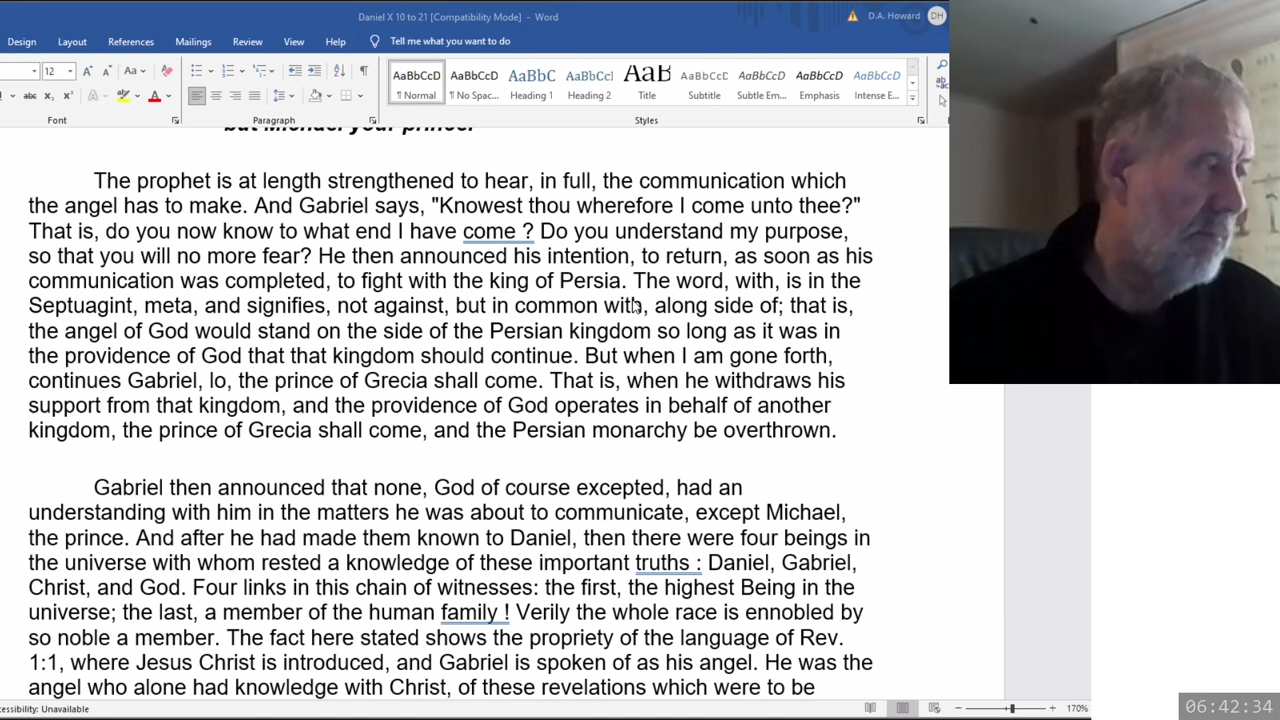 Daniel X 10 to 21 [Compatibility Mode] - Word
D.A. Howard
DH
Design Layout References Mailings Review View Help Tell me what you want to do
12
Aa
AaBbCcD AaBbCcD AaBbC AaBbCcI AaB AaBbCcD AaBbCcD AaBbCcD AaBbCcD
¶ Normal ¶ No Spac... Heading 1 Heading 2 Title Subtitle Subtle Em... Emphasis Intense E...
Font Paragraph Styles
but Michael your prince.
The prophet is at length strengthened to hear, in full, the communication which
the angel has to make. And Gabriel says, "Knowest thou wherefore I come unto thee?"
That is, do you now know to what end I have come ? Do you understand my purpose,
so that you will no more fear? He then announced his intention, to return, as soon as his
communication was completed, to fight with the king of Persia. The word, with, is in the
Septuagint, meta, and signifies, not against, but in common with, along side of; that is,
the angel of God would stand on the side of the Persian kingdom so long as it was in
the providence of God that that kingdom should continue. But when I am gone forth,
continues Gabriel, lo, the prince of Grecia shall come. That is, when he withdraws his
support from that kingdom, and the providence of God operates in behalf of another
kingdom, the prince of Grecia shall come, and the Persian monarchy be overthrown.
Gabriel then announced that none, God of course excepted, had an
understanding with him in the matters he was about to communicate, except Michael,
the prince. And after he had made them known to Daniel, then there were four beings in
the universe with whom rested a knowledge of these important truths : Daniel, Gabriel,
Christ, and God. Four links in this chain of witnesses: the first, the highest Being in the
universe; the last, a member of the human family ! Verily the whole race is ennobled by
so noble a member. The fact here stated shows the propriety of the language of Rev.
1:1, where Jesus Christ is introduced, and Gabriel is spoken of as his angel. He was the
angel who alone had knowledge with Christ, of these revelations which were to be
ssibility: Unavailable
170%
06:42:34